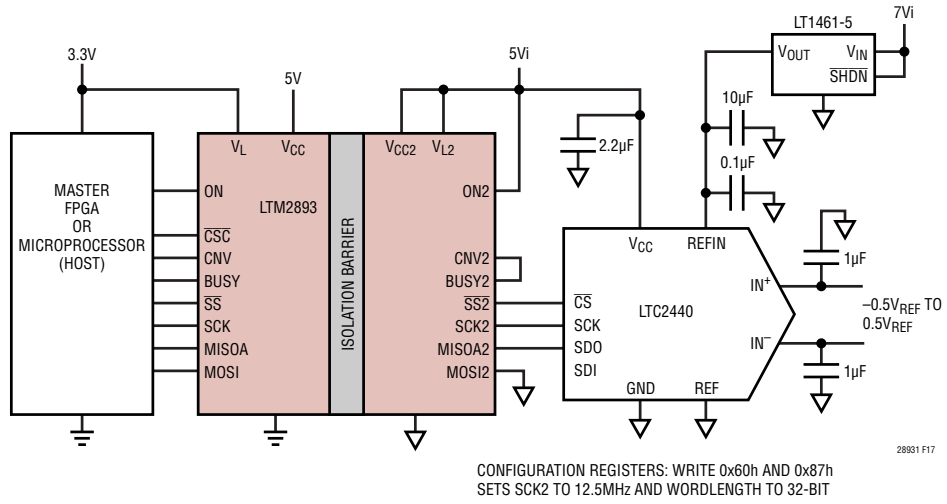 LT1461-5
7Vi
VOUT
VIN
SHDN
3.3V
5V
5Vi
10µF
0.1µF
2.2µF
VL
VCC
VCC2
VL2
MASTER
FPGA
OR
MICROPROCESSOR
(HOST)
ON
CSC
CNV
BUSY
SS
SCK
MISOA
MOSI
LTM2893
ISOLATION BARRIER
ON2
CNV2
BUSY2
SS2
SCK2
MISOA2
MOSI2
VCC
REFIN
CS
SCK
SDO
SDI
LTC2440
IN+
IN−
GND
REF
1µF
−0.5VREF TO
0.5VREF
1µF
28931 F17
CONFIGURATION REGISTERS: WRITE 0x60h AND 0x87h
SETS SCK2 TO 12.5MHz AND WORDLENGTH TO 32-BIT